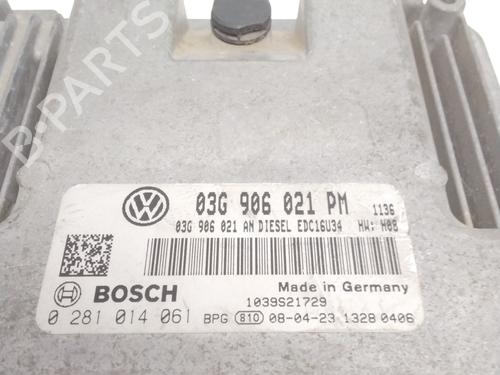 B-PARTS
03G 906 021 PM 1136
03G 906 021 AN DIESEL EDC16U34 HW: H08
BOSCH
Made in Germany
1039S21729
0 281 014 061 BPG 810 08-04-23 1328 0406